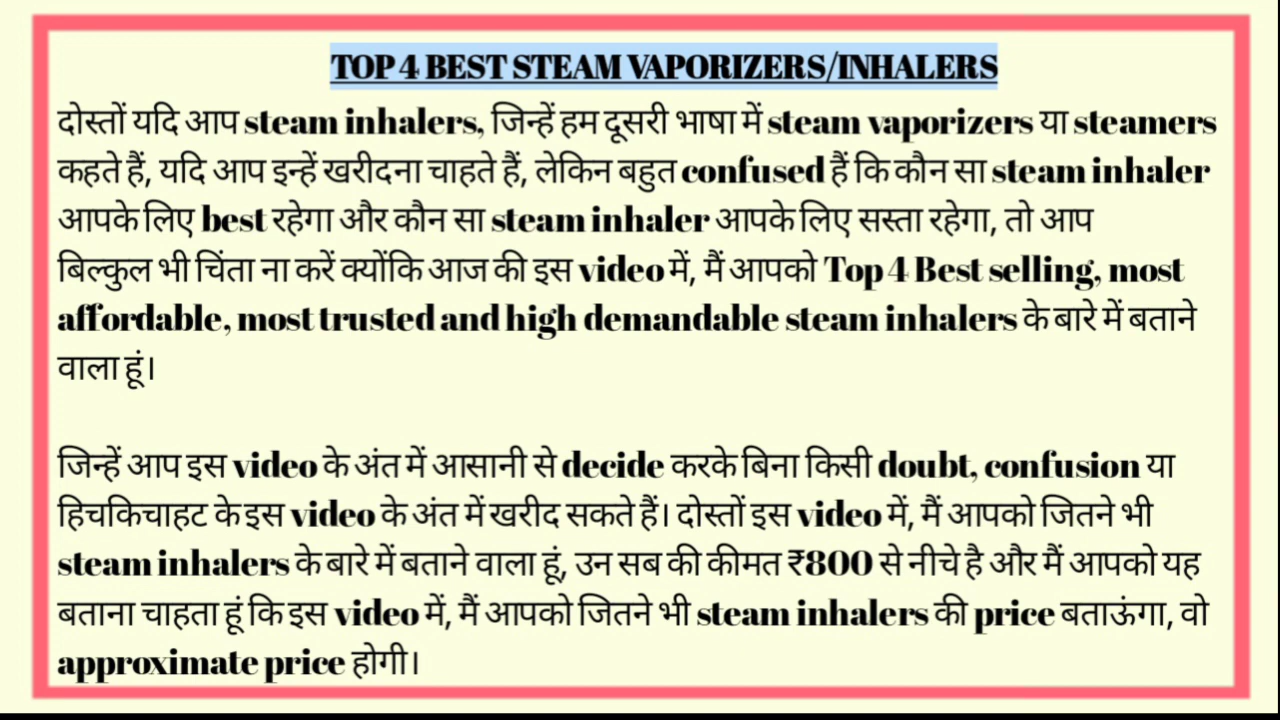 TOP 4 BEST STEAM VAPORIZERS/INHALERS
दोस्तों यदि आप steam inhalers, जिन्हें हम दूसरी भाषा में steam vaporizers या steamers
कहते हैं, यदि आप इन्हें खरीदना चाहते हैं, लेकिन बहुत confused हैं कि कौन सा steam inhaler
आपके लिए best रहेगा और कौन सा steam inhaler आपके लिए सस्ता रहेगा, तो आप
बिल्कुल भी चिंता ना करें क्योंकि आज की इस video में, मैं आपको Top 4 Best selling, most
affordable, most trusted and high demandable steam inhalers के बारे में बताने
वाला हूं।
जिन्हें आप इस video के अंत में आसानी से decide करके बिना किसी doubt, confusion या
हिचकिचाहट के इस video के अंत में खरीद सकते हैं। दोस्तों इस video में, मैं आपको जितने भी
steam inhalers के बारे में बताने वाला हूं, उन सब की कीमत ₹800 से नीचे है और मैं आपको यह
बताना चाहता हूं कि इस video में, मैं आपको जितने भी steam inhalers की price बताऊंगा, वो
approximate price होगी।